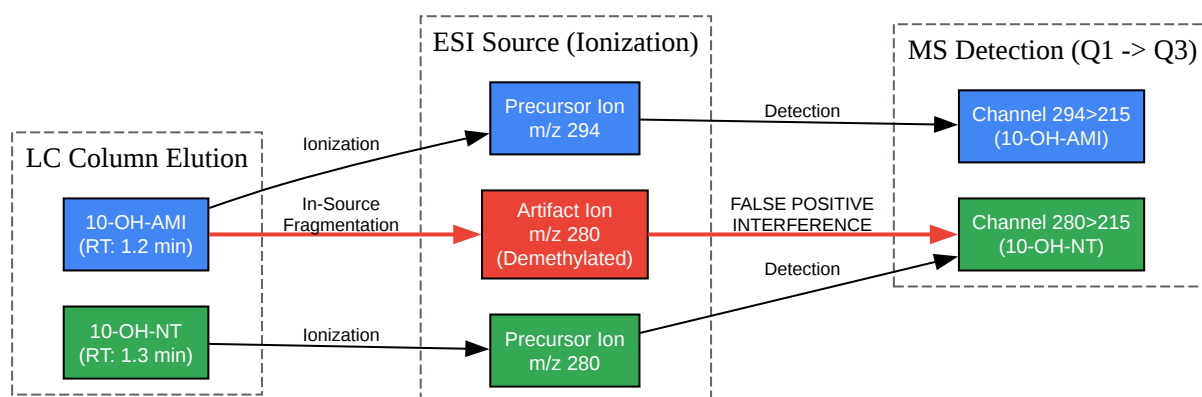 ESI Source (Ionization)
MS Detection (Q1 -> Q3)
LC Column Elution
Precursor Ion
m/z 294
Detection
Channel 294>215
(10-OH-AMI)
Ionization
10-OH-AMI
(RT: 1.2 min)
In-Source
Fragmentation
Artifact Ion
m/z 280
(Demethylated)
FALSE POSITIVE
INTERFERENCE
Channel 280>215
(10-OH-NT)
Detection
10-OH-NT
(RT: 1.3 min)
Ionization
Precursor Ion
m/z 280